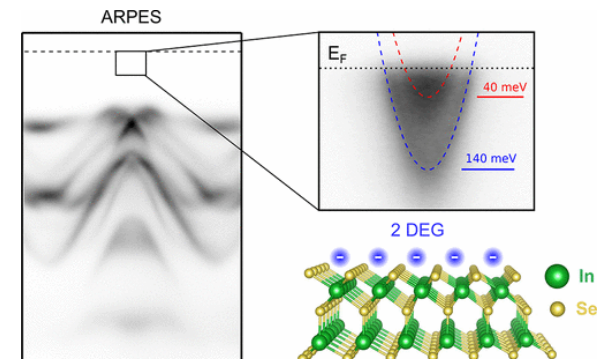 ARPES
E_F
40 meV
140 meV
2 DEG
- - - - -
In
Se